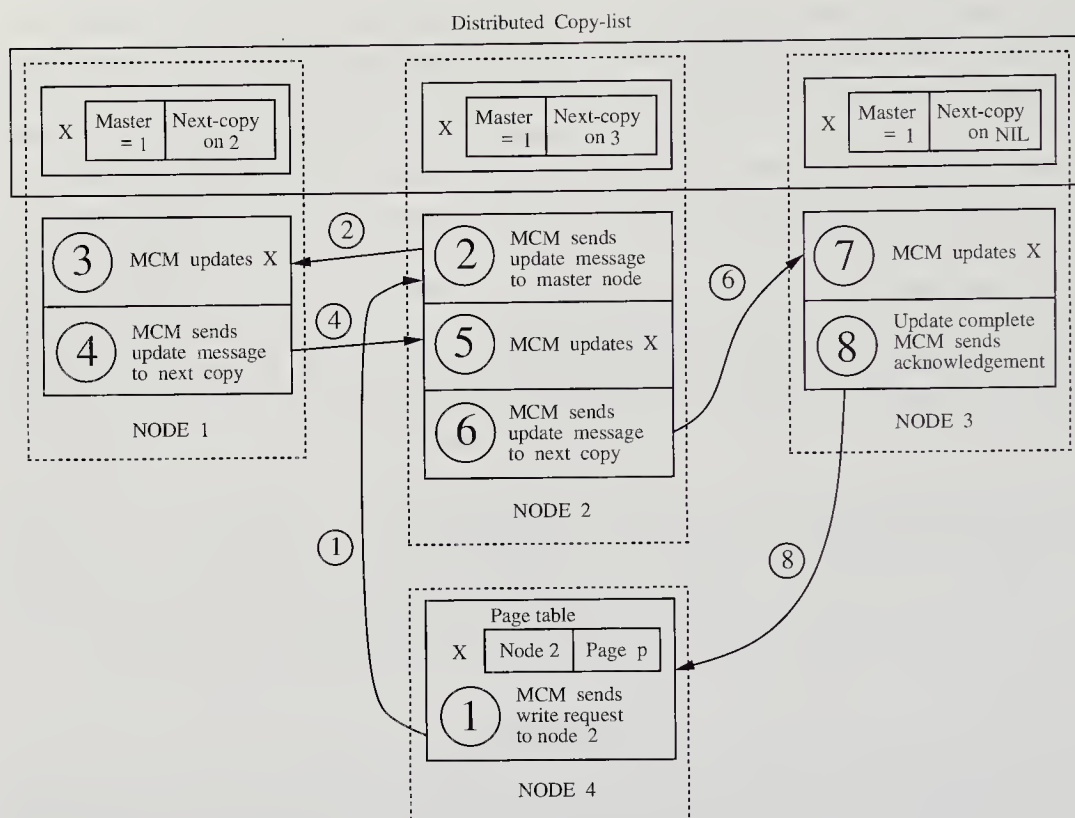 Distributed Copy-list
X
Master
= 1
Next-copy
on 2
X
Master
= 1
Next-copy
on 3
X
Master
= 1
Next-copy
on NIL
3
MCM updates X
4
MCM sends
update message
to next copy
NODE 1
2
4
2
MCM sends
update message
to master node
5
MCM updates X
6
MCM sends
update message
to next copy
NODE 2
6
7
MCM updates X
8
Update complete
MCM sends
acknowledgement
NODE 3
1
8
Page table
X
Node 2
Page p
1
MCM sends
write request
to node 2
NODE 4